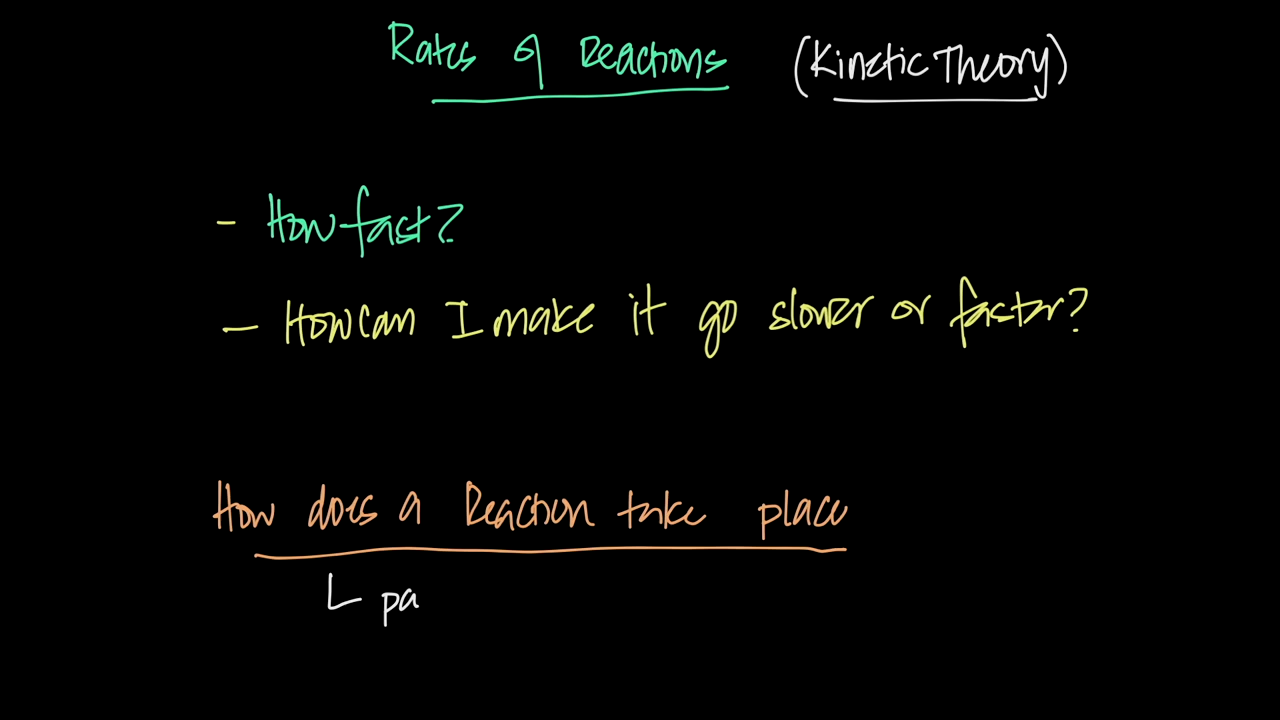 Rates of Reactions (Kinetic Theory)
- How fast?
- How can I make it go slower or faster?
How does a Reaction take place
pa